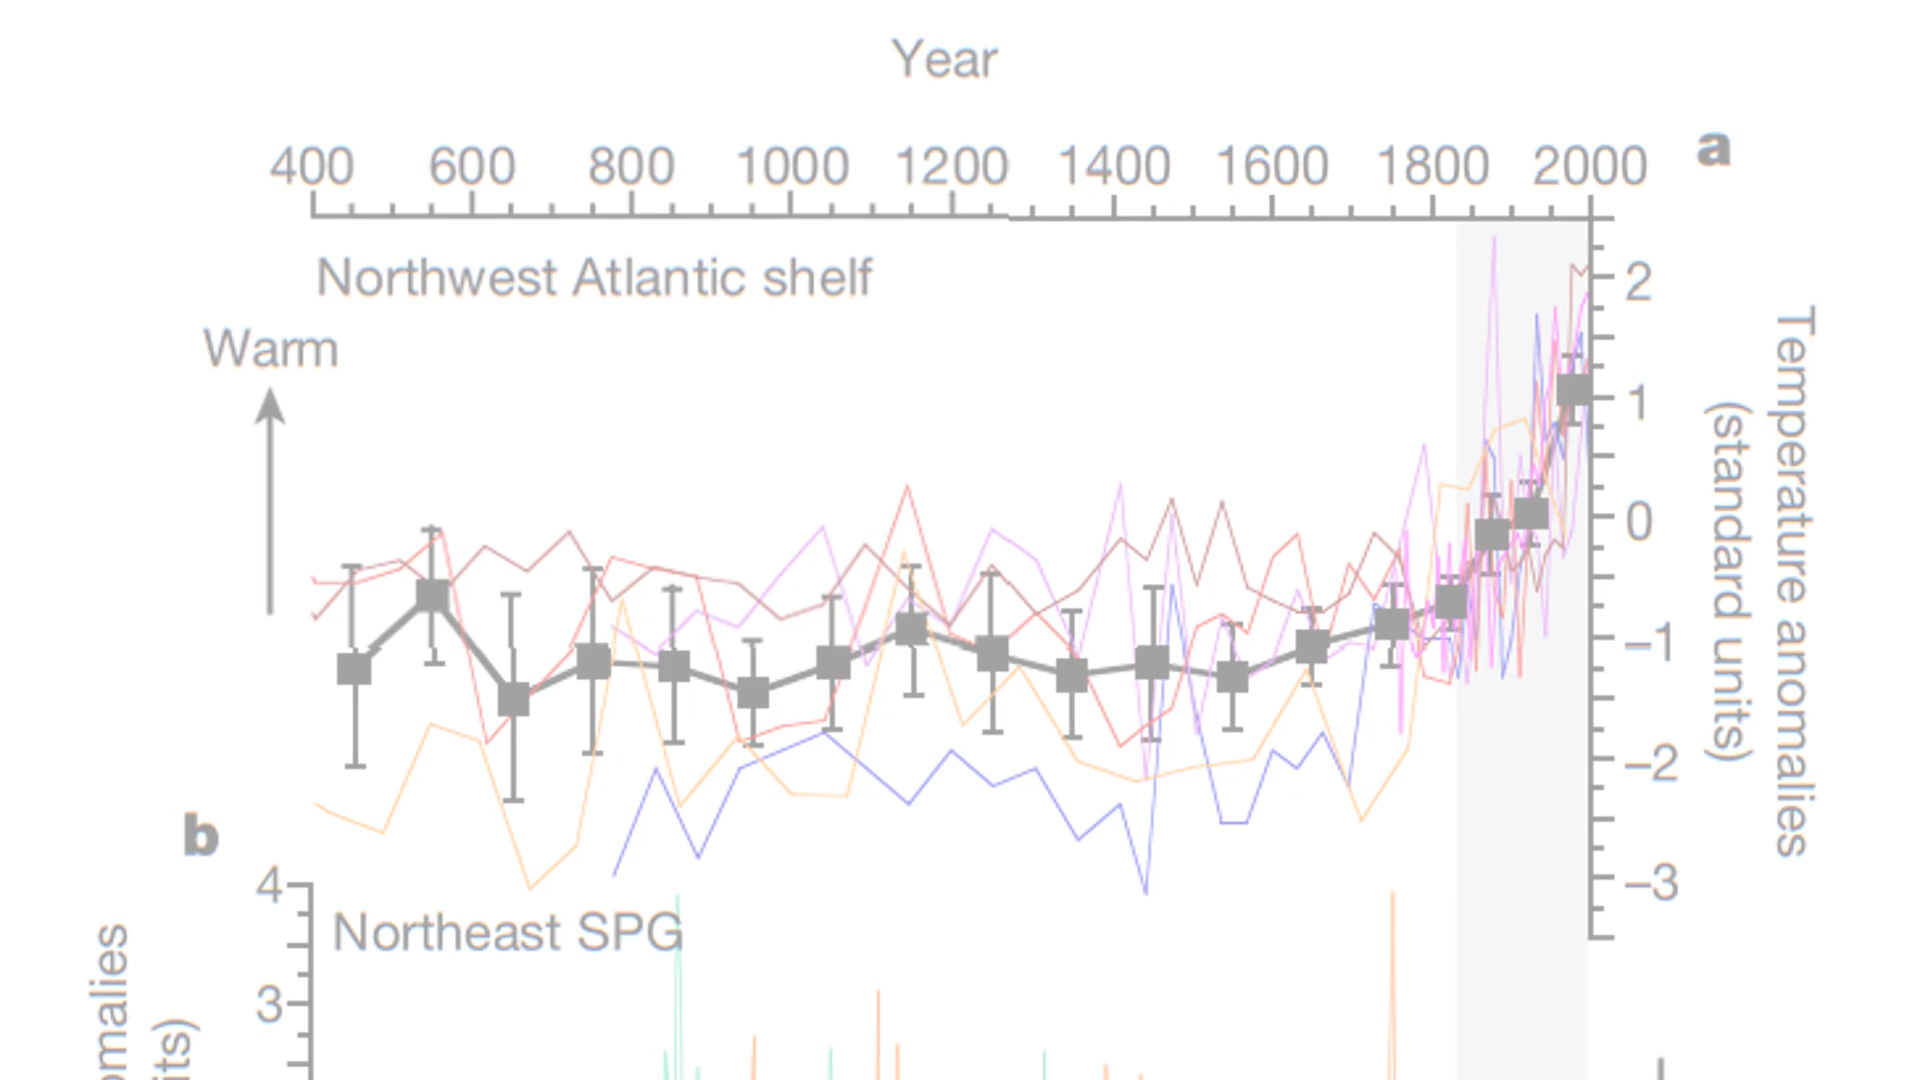 Year
400 600 800 1000 1200 1400 1600 1800 2000
a
Northwest Atlantic shelf
Warm
2
1
0
−1
−2
−3
Temperature anomalies
(standard units)
b
4
3
Northeast SPG
omalies
its)